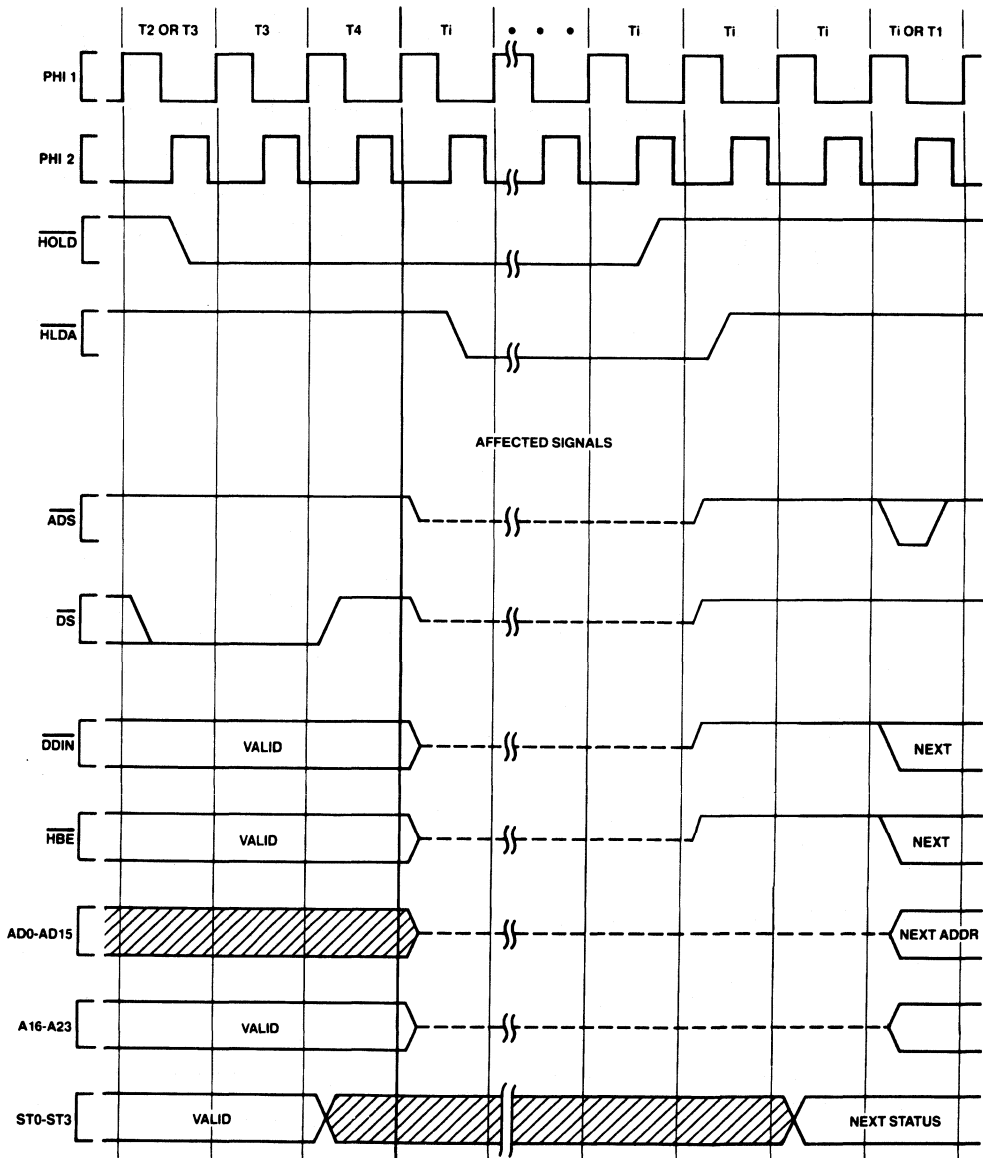 T2 OR T3 T3 T4 Ti • • • Ti Ti Ti Ti OR T1
PHI 1
PHI 2
HOLD
HLDA
AFFECTED SIGNALS
ADS
DS
DDIN VALID NEXT
HBE VALID NEXT
AD0-AD15 NEXT ADDR
A16-A23 VALID
ST0-ST3 VALID NEXT STATUS